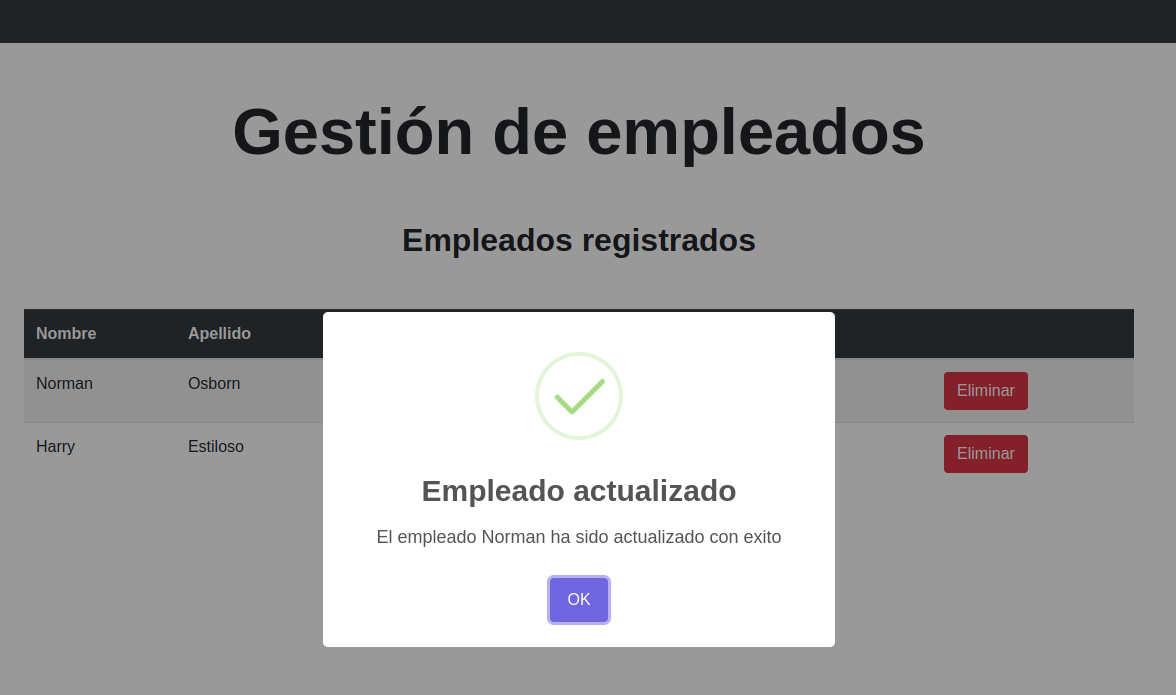 Gestión de empleados
Empleados registrados
Nombre Apellido
Norman Osborn Eliminar
Harry Estiloso Eliminar
Empleado actualizado
El empleado Norman ha sido actualizado con exito
OK